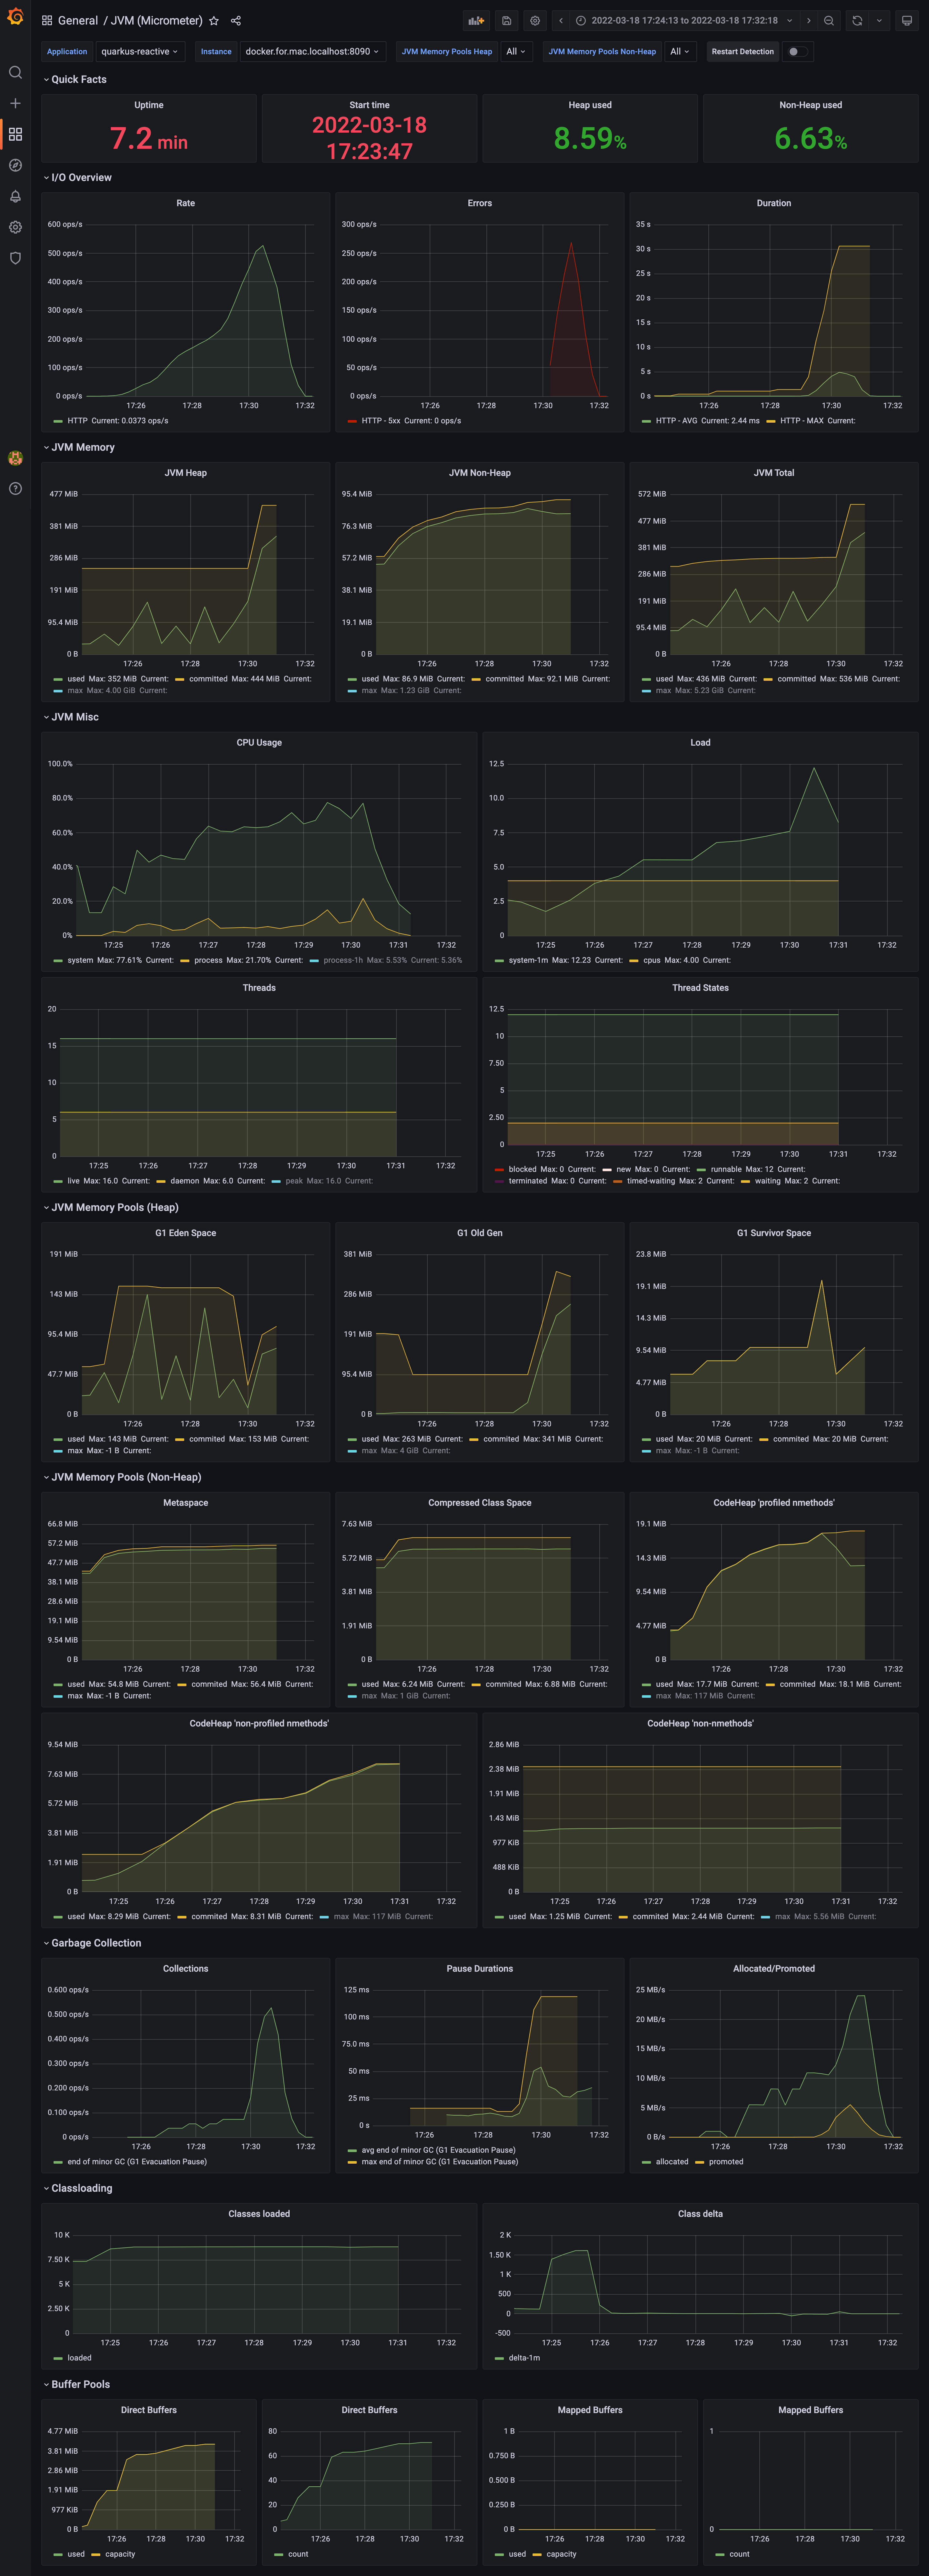 General / JVM (Micrometer)
2022-03-18 17:24:13 to 2022-03-18 17:32:18
Application quarkus-reactive Instance docker.for.mac.localhost:8090 JVM Memory Pools Heap All JVM Memory Pools Non-Heap All Restart Detection
Quick Facts
Uptime
7.2 min
Start time
2022-03-18
17:23:47
Heap used
8.59%
Non-Heap used
6.63%
I/O Overview
Rate
600 ops/s
500 ops/s
400 ops/s
300 ops/s
200 ops/s
100 ops/s
0 ops/s
17:26 17:28 17:30 17:32
HTTP Current: 0.0373 ops/s
Errors
300 ops/s
250 ops/s
200 ops/s
150 ops/s
100 ops/s
50 ops/s
0 ops/s
17:26 17:28 17:30 17:32
HTTP - 5xx Current: 0 ops/s
Duration
35 s
30 s
25 s
20 s
15 s
10 s
5 s
0 s
17:26 17:28 17:30 17:32
HTTP - AVG Current: 2.44 ms HTTP - MAX Current:
JVM Memory
JVM Heap
477 MiB
381 MiB
286 MiB
191 MiB
95.4 MiB
0 B
17:26 17:28 17:30 17:32
used Max: 352 MiB Current: committed Max: 444 MiB Current:
max Max: 4.00 GiB Current:
JVM Non-Heap
95.4 MiB
76.3 MiB
57.2 MiB
38.1 MiB
19.1 MiB
0 B
17:26 17:28 17:30 17:32
used Max: 86.9 MiB Current: committed Max: 92.1 MiB Current:
max Max: 1.23 GiB Current:
JVM Total
572 MiB
477 MiB
381 MiB
286 MiB
191 MiB
95.4 MiB
0 B
17:26 17:28 17:30 17:32
used Max: 436 MiB Current: committed Max: 536 MiB Current:
max Max: 5.23 GiB Current:
JVM Misc
CPU Usage
100.0%
80.0%
60.0%
40.0%
20.0%
0%
17:25 17:26 17:27 17:28 17:29 17:30 17:31 17:32
system Max: 77.61% Current: process Max: 21.70% Current: process-1h Max: 5.53% Current: 5.36%
Load
12.5
10.0
7.5
5.0
2.5
0
17:25 17:26 17:27 17:28 17:29 17:30 17:31 17:32
system-1m Max: 12.23 Current: cpus Max: 4.00 Current:
Threads
20
15
10
5
0
17:25 17:26 17:27 17:28 17:29 17:30 17:31 17:32
live Max: 16.0 Current: daemon Max: 6.0 Current: peak Max: 16.0 Current:
Thread States
12.5
10
7.50
5
2.50
0
17:25 17:26 17:27 17:28 17:29 17:30 17:31 17:32
blocked Max: 0 Current: new Max: 0 Current: runnable Max: 12 Current:
terminated Max: 0 Current: timed-waiting Max: 2 Current: waiting Max: 2 Current:
JVM Memory Pools (Heap)
G1 Eden Space
191 MiB
143 MiB
95.4 MiB
47.7 MiB
0 B
17:26 17:28 17:30 17:32
used Max: 143 MiB Current: commited Max: 153 MiB Current:
max Max: -1 B Current:
G1 Old Gen
381 MiB
286 MiB
191 MiB
95.4 MiB
0 B
17:26 17:28 17:30 17:32
used Max: 263 MiB Current: commited Max: 341 MiB Current:
max Max: 4 GiB Current:
G1 Survivor Space
23.8 MiB
19.1 MiB
14.3 MiB
9.54 MiB
4.77 MiB
0 B
17:26 17:28 17:30 17:32
used Max: 20 MiB Current: commited Max: 20 MiB Current:
max Max: -1 B Current:
JVM Memory Pools (Non-Heap)
Metaspace
66.8 MiB
57.2 MiB
47.7 MiB
38.1 MiB
28.6 MiB
19.1 MiB
9.54 MiB
0 B
17:26 17:28 17:30 17:32
used Max: 54.8 MiB Current: commited Max: 56.4 MiB Current:
max Max: -1 B Current:
Compressed Class Space
7.63 MiB
5.72 MiB
3.81 MiB
1.91 MiB
0 B
17:26 17:28 17:30 17:32
used Max: 6.24 MiB Current: commited Max: 6.88 MiB Current:
max Max: 1 GiB Current:
CodeHeap 'profiled nmethods'
19.1 MiB
14.3 MiB
9.54 MiB
4.77 MiB
0 B
17:26 17:28 17:30 17:32
used Max: 17.7 MiB Current: commited Max: 18.1 MiB Current:
max Max: 117 MiB Current:
CodeHeap 'non-profiled nmethods'
9.54 MiB
7.63 MiB
5.72 MiB
3.81 MiB
1.91 MiB
0 B
17:25 17:26 17:27 17:28 17:29 17:30 17:31 17:32
used Max: 8.29 MiB Current: commited Max: 8.31 MiB Current: max Max: 117 MiB Current:
CodeHeap 'non-nmethods'
2.86 MiB
2.38 MiB
1.91 MiB
1.43 MiB
977 KiB
488 KiB
0 B
17:25 17:26 17:27 17:28 17:29 17:30 17:31 17:32
used Max: 1.25 MiB Current: commited Max: 2.44 MiB Current: max Max: 5.56 MiB Current:
Garbage Collection
Collections
0.600 ops/s
0.500 ops/s
0.400 ops/s
0.300 ops/s
0.200 ops/s
0.100 ops/s
0 ops/s
17:26 17:28 17:30 17:32
end of minor GC (G1 Evacuation Pause)
Pause Durations
125 ms
100 ms
75.0 ms
50 ms
25 ms
0 s
17:26 17:28 17:30 17:32
avg end of minor GC (G1 Evacuation Pause)
max end of minor GC (G1 Evacuation Pause)
Allocated/Promoted
25 MB/s
20 MB/s
15 MB/s
10 MB/s
5 MB/s
0 B/s
17:26 17:28 17:30 17:32
allocated promoted
Classloading
Classes loaded
10 K
7.50 K
5 K
2.50 K
0
17:25 17:26 17:27 17:28 17:29 17:30 17:31 17:32
loaded
Class delta
2 K
1.50 K
1 K
500
0
-500
17:25 17:26 17:27 17:28 17:29 17:30 17:31 17:32
delta-1m
Buffer Pools
Direct Buffers
4.77 MiB
3.81 MiB
2.86 MiB
1.91 MiB
977 KiB
0 B
17:26 17:28 17:30 17:32
used capacity
Direct Buffers
80
60
40
20
0
17:26 17:28 17:30 17:32
count
Mapped Buffers
1 B
0.750 B
0.500 B
0.250 B
0 B
17:26 17:28 17:30 17:32
used capacity
Mapped Buffers
1
0
17:26 17:28 17:30 17:32
count